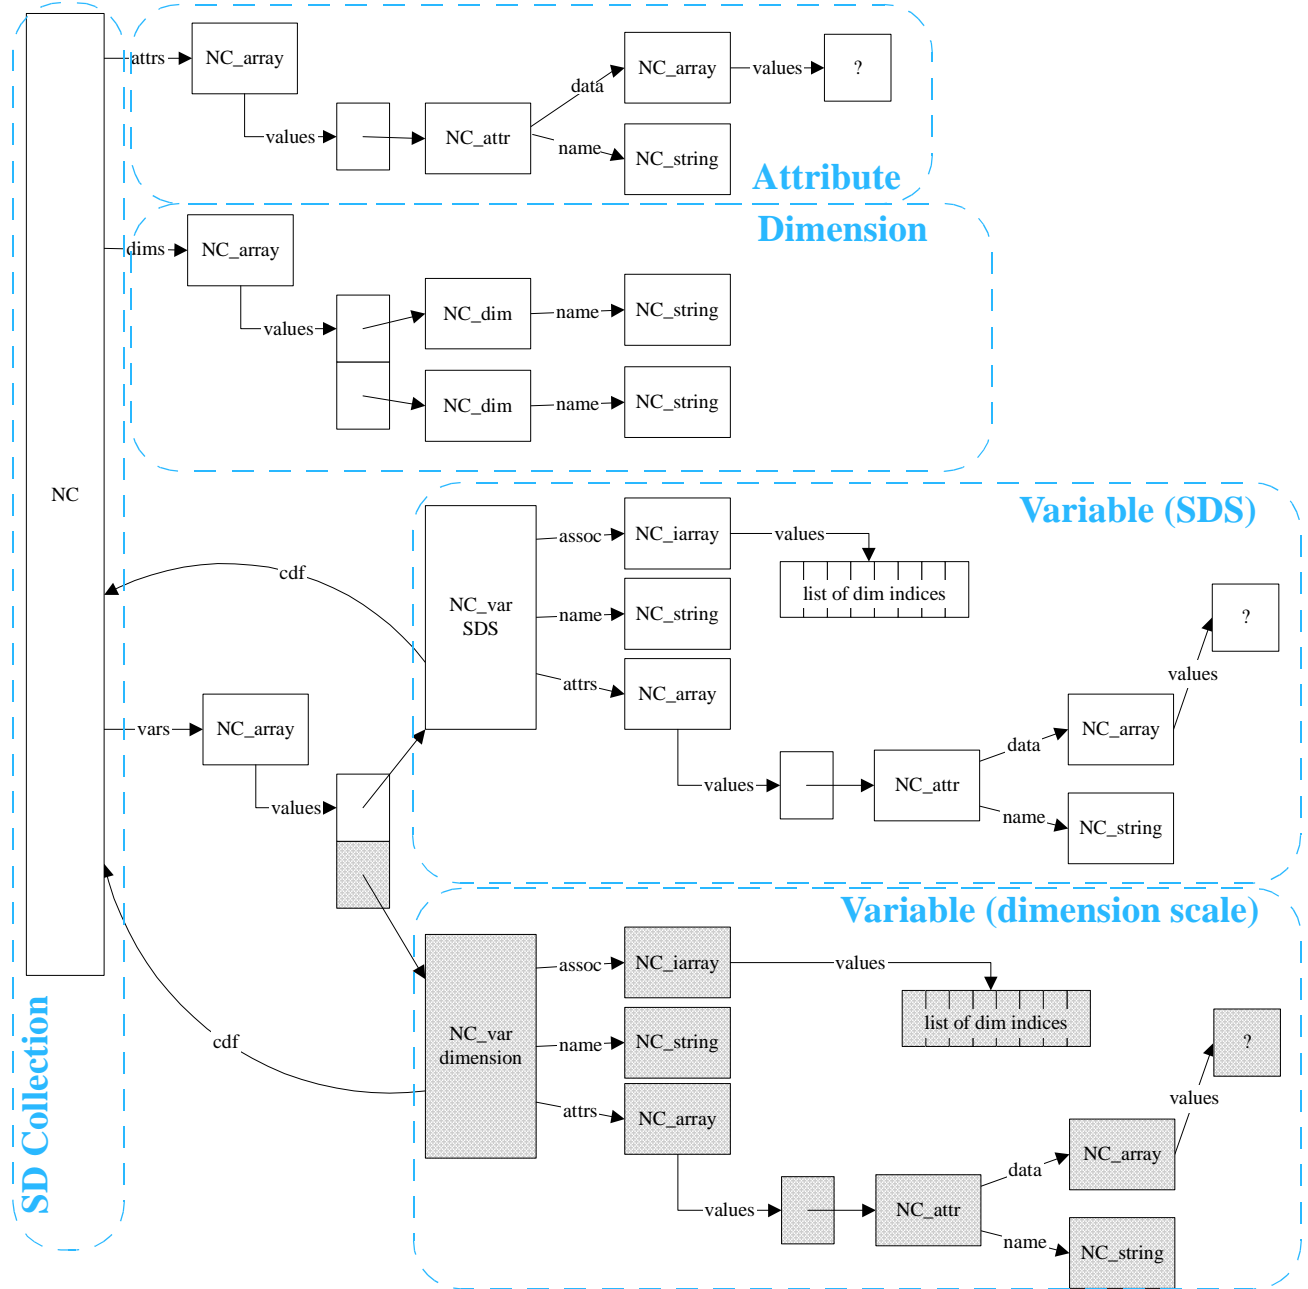 attrs
NC_array
values
NC_attr
data
NC_array
values
?
name
NC_string
Attribute
dims
NC_array
values
NC_dim
name
NC_string
NC_dim
name
NC_string
Dimension
NC
SD Collection
cdf
vars
NC_array
values
cdf
Variable (SDS)
NC_var
SDS
assoc
NC_iarray
values
list of dim indices
name
NC_string
attrs
NC_array
values
NC_attr
data
NC_array
values
?
name
NC_string
Variable (dimension scale)
NC_var
dimension
assoc
NC_iarray
values
list of dim indices
name
NC_string
attrs
NC_array
values
NC_attr
data
NC_array
values
?
name
NC_string